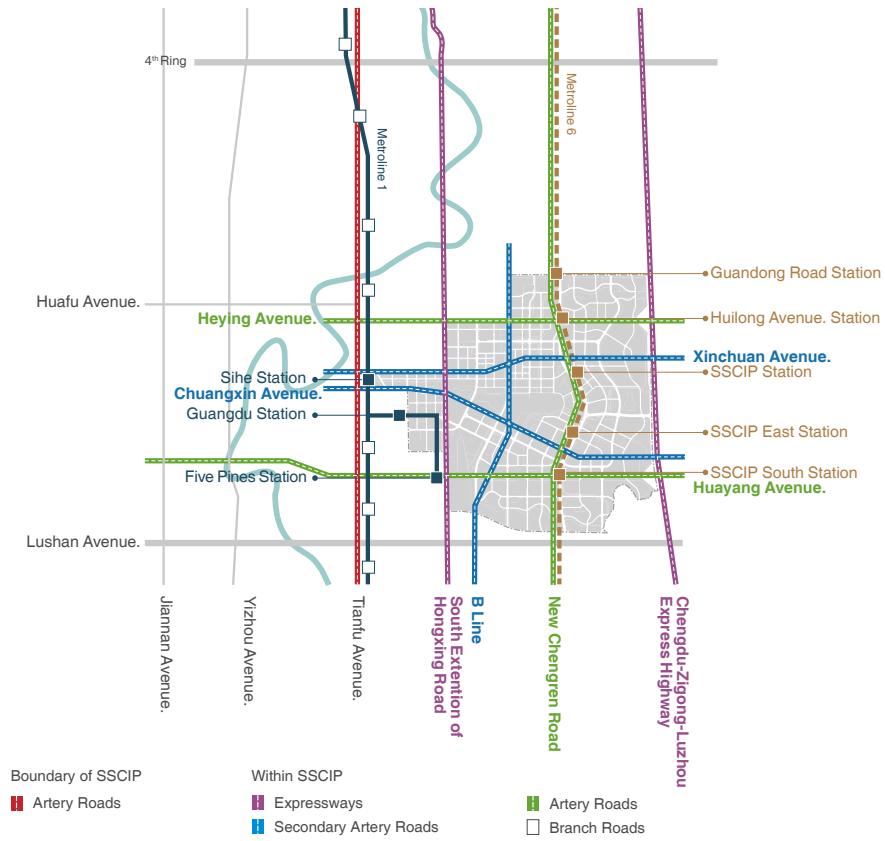 4th Ring
Metroline 1
Metroline 6
Guandong Road Station
Huafu Avenue.
Heying Avenue.
Huilong Avenue. Station
Xinchuan Avenue.
Sihe Station
SSCIP Station
Chuangxin Avenue.
Guangdu Station
SSCIP East Station
Five Pines Station
SSCIP South Station
Huayang Avenue.
Lushan Avenue.
Jiannan Avenue.
Yizhou Avenue.
Tianfu Avenue.
South Extention of
Hongxing Road
B Line
New Chengren Road
Chengdu-Zigong-Luzhou
Express Highway
Boundary of SSCIP
Artery Roads
Within SSCIP
Expressways
Secondary Artery Roads
Artery Roads
Branch Roads